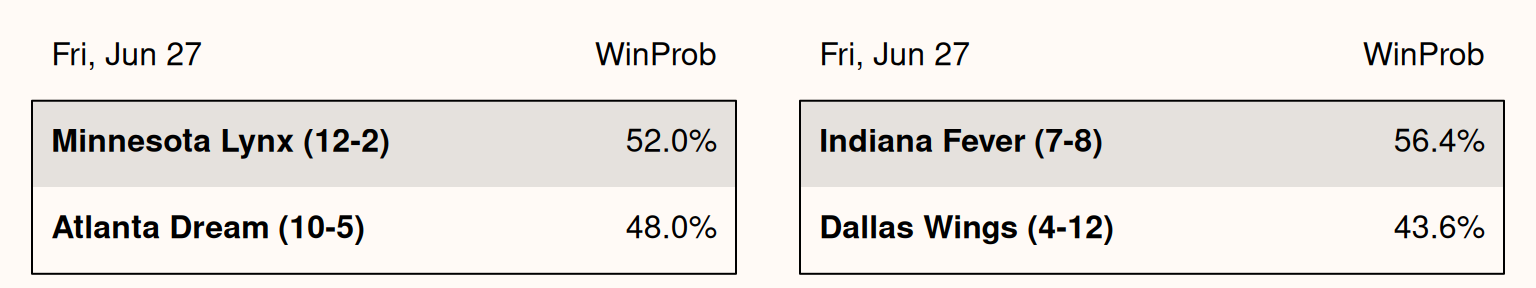 Fri, Jun 27 WinProb
Minnesota Lynx (12-2) 52.0%
Atlanta Dream (10-5) 48.0%
Fri, Jun 27 WinProb
Indiana Fever (7-8) 56.4%
Dallas Wings (4-12) 43.6%